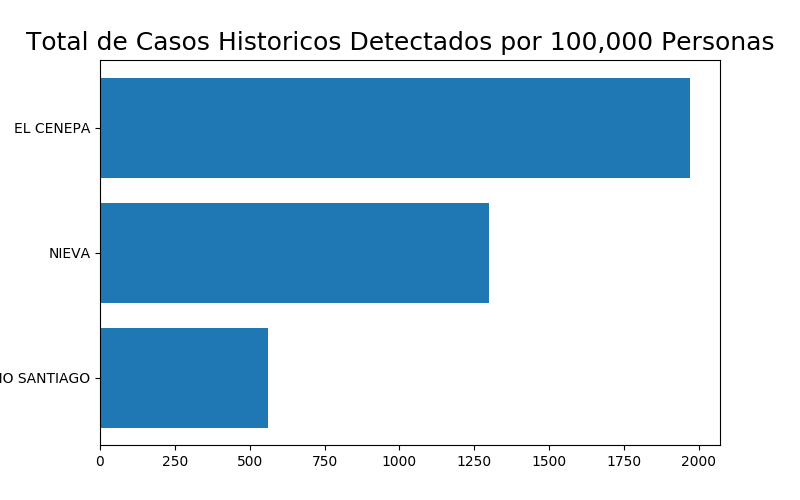 Total de Casos Historicos Detectados por 100,000 Personas
EL CENEPA
NIEVA
IO SANTIAGO
0 250 500 750 1000 1250 1500 1750 2000